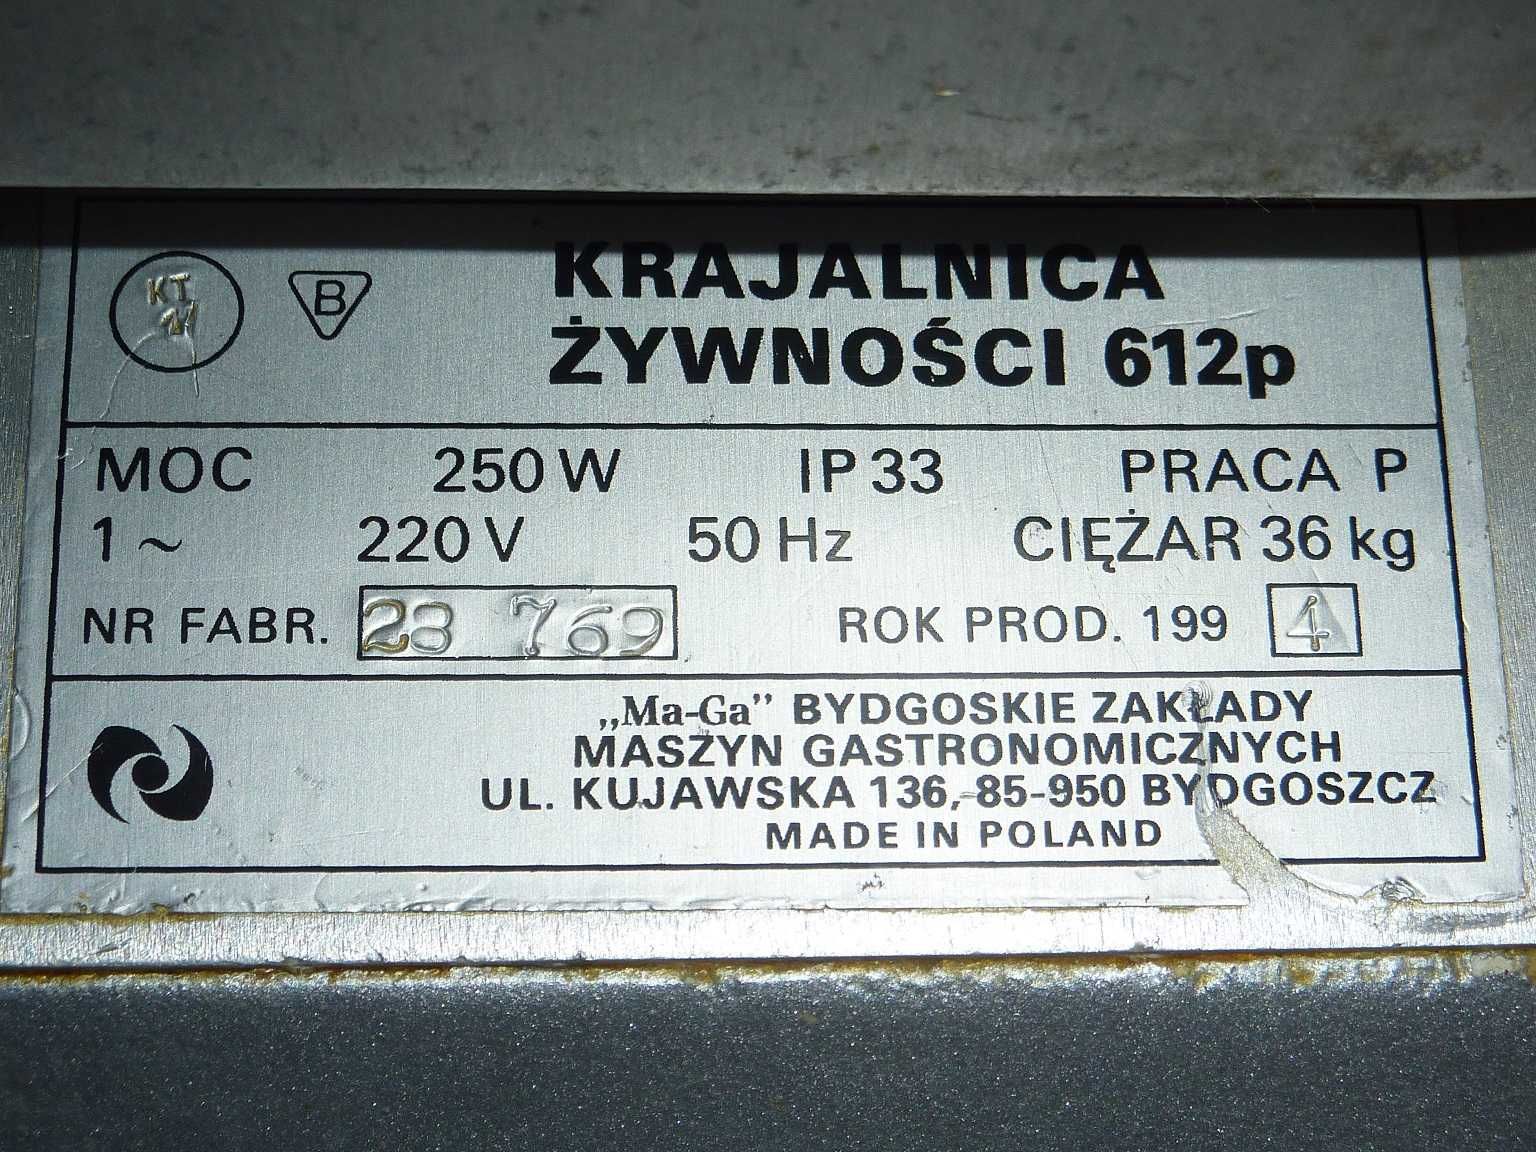 KT
11
B
KRAJALNICA
ŻYWNOŚCI 612p
MOC 250 W IP 33 PRACA P
1 ~ 220 V 50 Hz CIĘŻAR 36 kg
NR FABR. 28 769 ROK PROD. 199 4
„Ma-Ga” BYDGOSKIE ZAKŁADY
MASZYN GASTRONOMICZNYCH
UL. KUJAWSKA 136, 85-950 BYDGOSZCZ
MADE IN POLAND